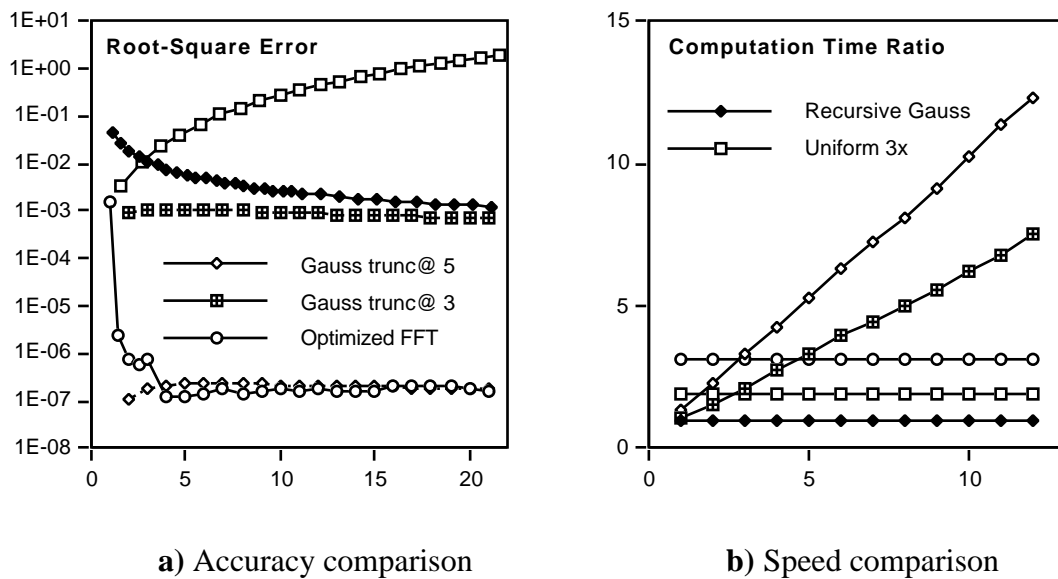 Root-Square Error
1E+01
1E+00
1E-01
1E-02
1E-03
1E-04
1E-05
1E-06
1E-07
1E-08
Gauss trunc@ 5
Gauss trunc@ 3
Optimized FFT
0 5 10 15 20
a) Accuracy comparison
Computation Time Ratio
15
10
5
0
Recursive Gauss
Uniform 3x
0 5 10
b) Speed comparison